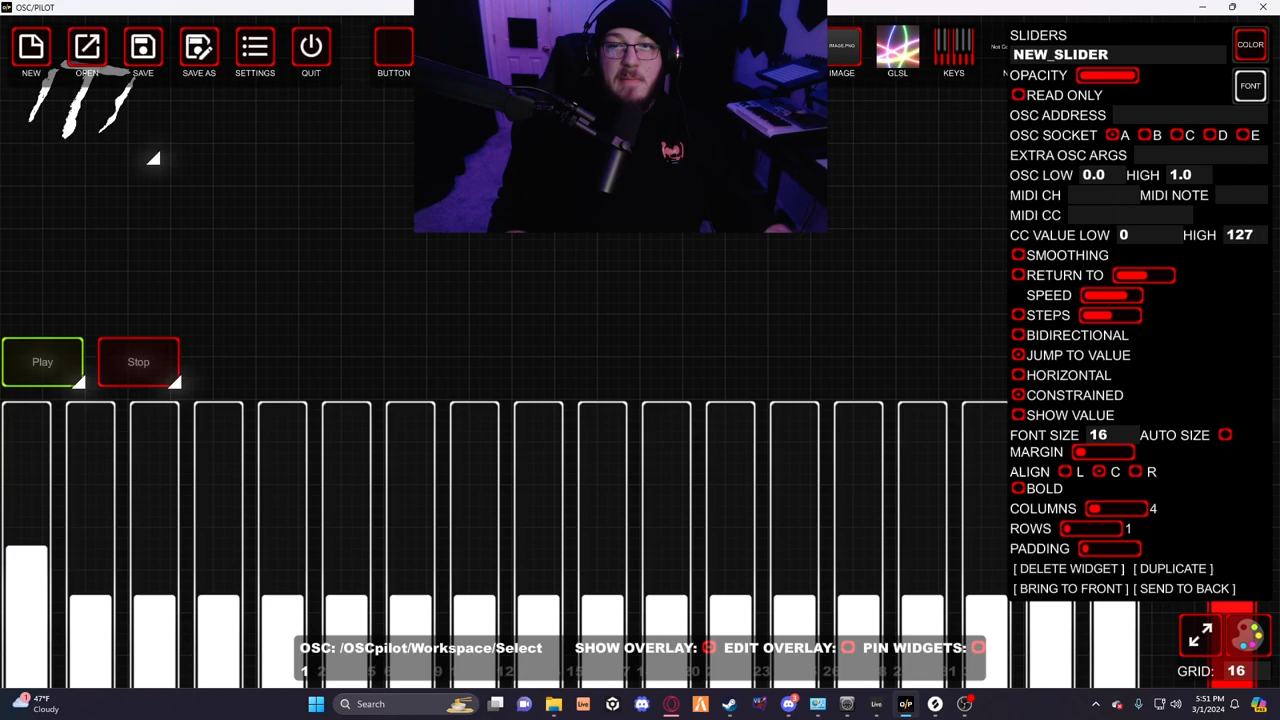 OSC/PILOT
NEW
OPEN
SAVE
SAVE AS
SETTINGS
QUIT
BUTTON
IMAGE.PNG
IMAGE
GLSL
KEYS
SLIDERS
NEW_SLIDER
COLOR
OPACITY
FONT
READ ONLY
OSC ADDRESS
OSC SOCKET A B C D E
EXTRA OSC ARGS
OSC LOW 0.0 HIGH 1.0
MIDI CH MIDI NOTE
MIDI CC
CC VALUE LOW 0 HIGH 127
SMOOTHING
RETURN TO
SPEED
STEPS
BIDIRECTIONAL
JUMP TO VALUE
HORIZONTAL
CONSTRAINED
SHOW VALUE
FONT SIZE 16 AUTO SIZE
MARGIN
ALIGN L C R
BOLD
COLUMNS 4
ROWS 1
PADDING
[ DELETE WIDGET ] [ DUPLICATE ]
[ BRING TO FRONT ] [ SEND TO BACK ]
Play
Stop
OSC: /OSCpilot/Workspace/Select SHOW OVERLAY: EDIT OVERLAY: PIN WIDGETS:
GRID: 16
47°F
Cloudy
Search
Live
O/P
5:51 PM
3/1/2024